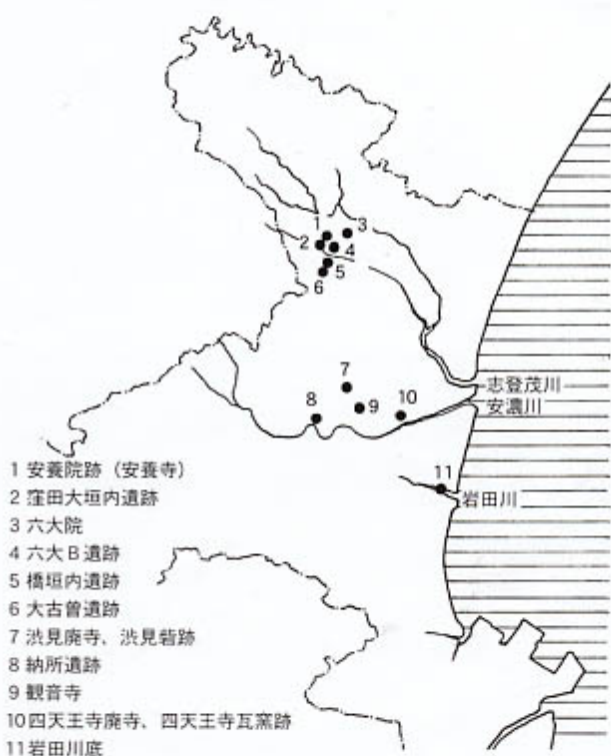 1
2
3
4
5
6
7
8
9
10
11
志登茂川
安濃川
岩田川
1 安養院跡（安養寺）
2 窪田大垣内遺跡
3 六大院
4 六大B遺跡
5 橋垣内遺跡
6 大古曽遺跡
7 渋見廃寺、渋見砦跡
8 納所遺跡
9 観音寺
10四天王寺廃寺、四天王寺瓦窯跡
11岩田川底